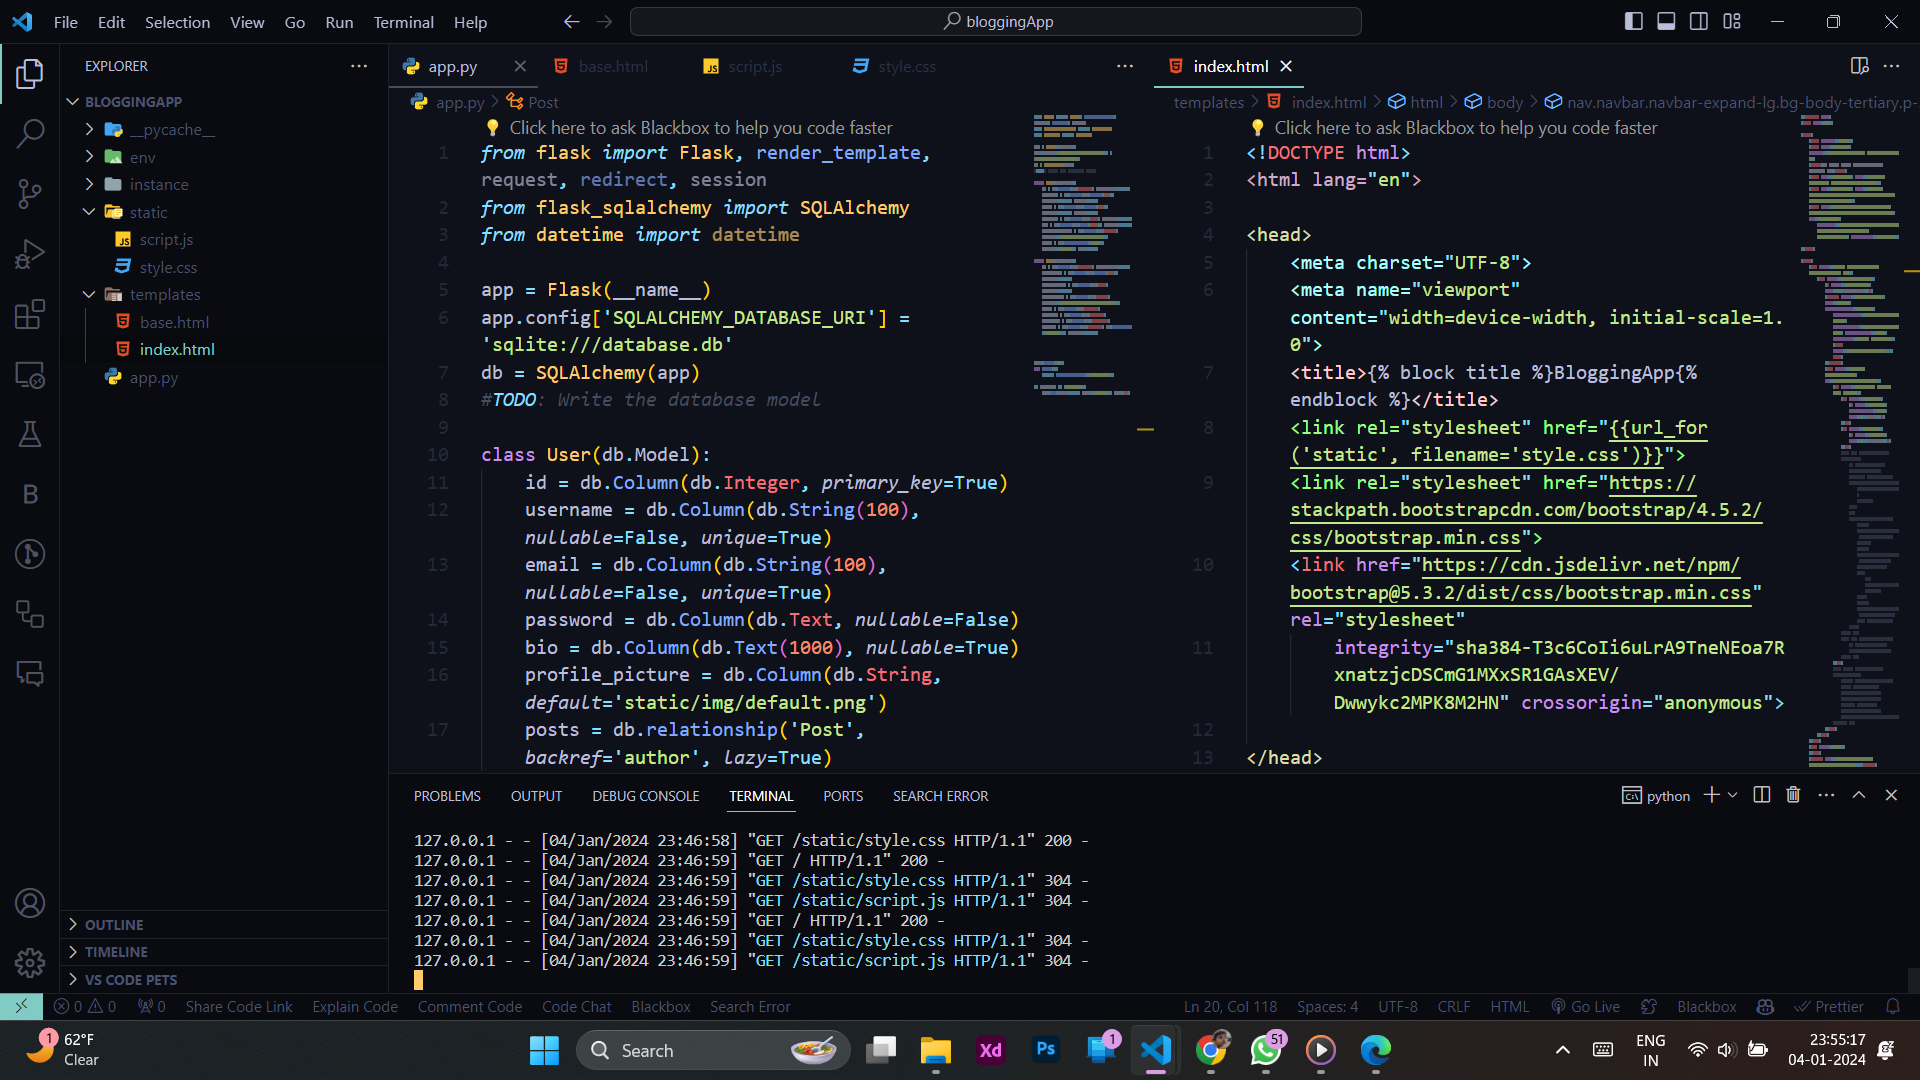 File Edit Selection View Go Run Terminal Help
bloggingApp
EXPLORER
BLOGGINGAPP
__pycache__
env
instance
static
script.js
style.css
templates
base.html
index.html
app.py
OUTLINE
TIMELINE
VS CODE PETS
app.py base.html script.js style.css
app.py > Post
Click here to ask Blackbox to help you code faster
1 from flask import Flask, render_template,
request, redirect, session
2 from flask_sqlalchemy import SQLAlchemy
3 from datetime import datetime
4
5 app = Flask(__name__)
6 app.config['SQLALCHEMY_DATABASE_URI'] =
'sqlite:///database.db'
7 db = SQLAlchemy(app)
8 #TODO: Write the database model
9
10 class User(db.Model):
11 id = db.Column(db.Integer, primary_key=True)
12 username = db.Column(db.String(100),
nullable=False, unique=True)
13 email = db.Column(db.String(100),
nullable=False, unique=True)
14 password = db.Column(db.Text, nullable=False)
15 bio = db.Column(db.Text(1000), nullable=True)
16 profile_picture = db.Column(db.String,
default='static/img/default.png')
17 posts = db.relationship('Post',
backref='author', lazy=True)
index.html
templates > index.html > html > body > nav.navbar.navbar-expand-lg.bg-body-tertiary.p-
Click here to ask Blackbox to help you code faster
1 <!DOCTYPE html>
2 <html lang="en">
3
4 <head>
5 <meta charset="UTF-8">
6 <meta name="viewport"
content="width=device-width, initial-scale=1.
0">
7 <title>{% block title %}BloggingApp{%
endblock %}</title>
8 <link rel="stylesheet" href="{{url_for
('static', filename='style.css')}}">
9 <link rel="stylesheet" href="https://
stackpath.bootstrapcdn.com/bootstrap/4.5.2/
css/bootstrap.min.css">
10 <link href="https://cdn.jsdelivr.net/npm/
bootstrap@5.3.2/dist/css/bootstrap.min.css"
rel="stylesheet"
11 integrity="sha384-T3c6CoIi6uLrA9TneNEoa7R
xnatzjcDSCmG1MXxSR1GAsXEV/
Dwwykc2MPK8M2HN" crossorigin="anonymous">
12
13 </head>
PROBLEMS OUTPUT DEBUG CONSOLE TERMINAL PORTS SEARCH ERROR
python
127.0.0.1 - - [04/Jan/2024 23:46:58] "GET /static/style.css HTTP/1.1" 200 -
127.0.0.1 - - [04/Jan/2024 23:46:59] "GET / HTTP/1.1" 200 -
127.0.0.1 - - [04/Jan/2024 23:46:59] "GET /static/style.css HTTP/1.1" 304 -
127.0.0.1 - - [04/Jan/2024 23:46:59] "GET /static/script.js HTTP/1.1" 304 -
127.0.0.1 - - [04/Jan/2024 23:46:59] "GET / HTTP/1.1" 200 -
127.0.0.1 - - [04/Jan/2024 23:46:59] "GET /static/style.css HTTP/1.1" 304 -
127.0.0.1 - - [04/Jan/2024 23:46:59] "GET /static/script.js HTTP/1.1" 304 -
0 0 0 Share Code Link Explain Code Comment Code Code Chat Blackbox Search Error
Ln 20, Col 118 Spaces: 4 UTF-8 CRLF HTML Go Live Blackbox Prettier
1 62°F
Clear
Search
Xd Ps 1 51
ENG
IN
23:55:17
04-01-2024